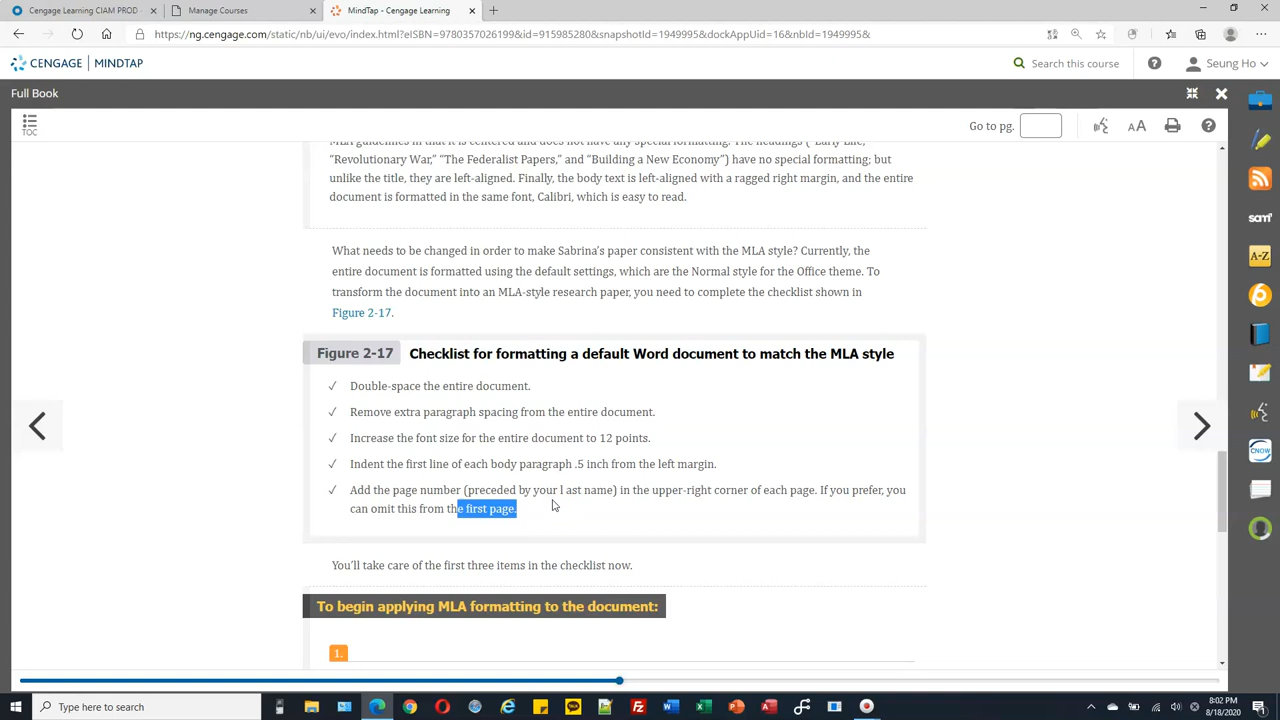 Cengage Learning CIAM PROD -
Manage Courses
MindTap - Cengage Learning
https://ng.cengage.com/static/nb/ui/evo/index.html?eISBN=9780357026199&id=915985280&snapshotId=1949995&dockAppUid=16&nbId=1949995&
CENGAGE | MINDTAP
Search this course
Seung Ho
Full Book
TOC
Go to pg.
AA
MLA guidelines in that it is centered and does not have any special formatting. The headings ("Early Life,"
"Revolutionary War," "The Federalist Papers," and "Building a New Economy") have no special formatting; but
unlike the title, they are left-aligned. Finally, the body text is left-aligned with a ragged right margin, and the entire
document is formatted in the same font, Calibri, which is easy to read.
What needs to be changed in order to make Sabrina's paper consistent with the MLA style? Currently, the
entire document is formatted using the default settings, which are the Normal style for the Office theme. To
transform the document into an MLA-style research paper, you need to complete the checklist shown in
Figure 2-17.
Figure 2-17 Checklist for formatting a default Word document to match the MLA style
✓ Double-space the entire document.
✓ Remove extra paragraph spacing from the entire document.
✓ Increase the font size for the entire document to 12 points.
✓ Indent the first line of each body paragraph .5 inch from the left margin.
✓ Add the page number (preceded by your l ast name) in the upper-right corner of each page. If you prefer, you
can omit this from the first page.
You'll take care of the first three items in the checklist now.
To begin applying MLA formatting to the document:
1.
sam
A-Z
CNOW
Type here to search
8:02 PM
8/18/2020